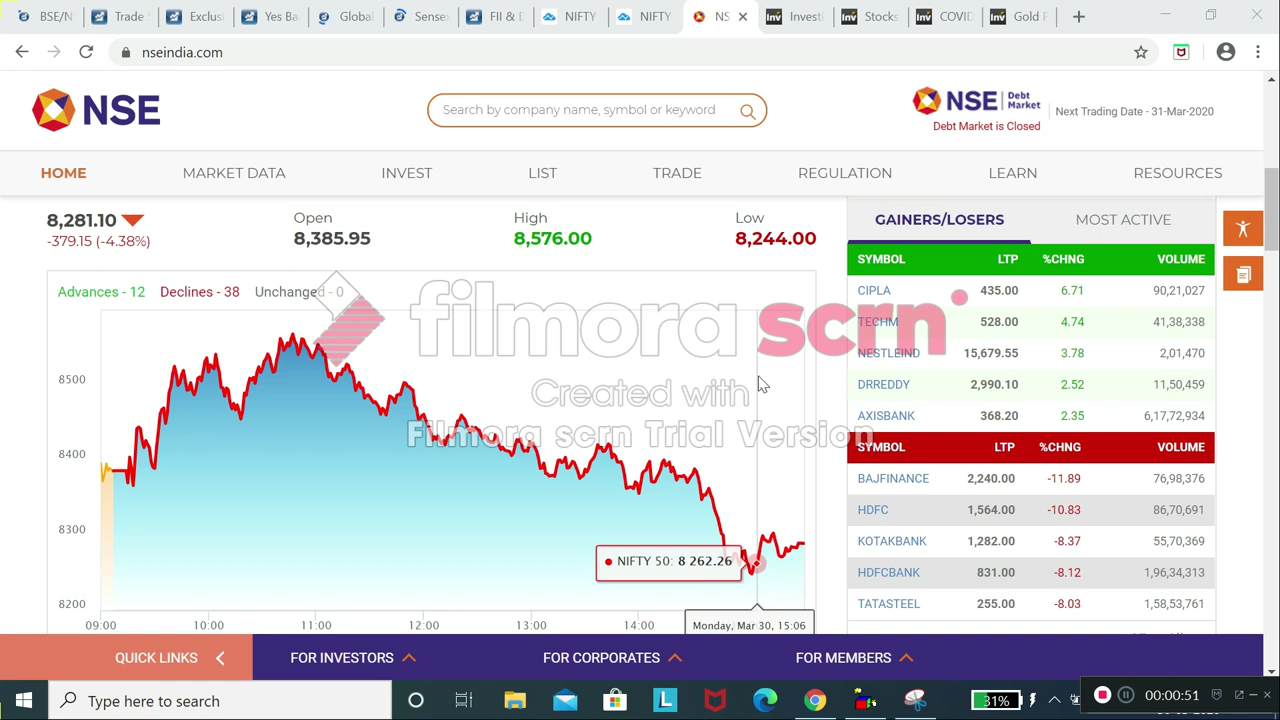 BSE/N
Trade
Exclusi
Yes Ba
Global
Sensex
FII & D
NIFTY
NIFTY
NS
Investi
Stocks
COVID
Gold P
nseindia.com
NSE
Search by company name, symbol or keyword
NSE Debt Market
Debt Market is Closed
Next Trading Date - 31-Mar-2020
HOME MARKET DATA INVEST LIST TRADE REGULATION LEARN RESOURCES
8,281.10
-379.15 (-4.38%)
Open
8,385.95
High
8,576.00
Low
8,244.00
Advances - 12 Declines - 38 Unchanged - 0
8500
8400
8300
8200
NIFTY 50: 8 262.26
09:00 10:00 11:00 12:00 13:00 14:00
Monday, Mar 30, 15:06
filmora scrn
Created with
Filmora scrn Trial Version
GAINERS/LOSERS MOST ACTIVE
SYMBOL LTP %CHNG VOLUME
CIPLA 435.00 6.71 90,21,027
TECHM 528.00 4.74 41,38,338
NESTLEIND 15,679.55 3.78 2,01,470
DRREDDY 2,990.10 2.52 11,50,459
AXISBANK 368.20 2.35 6,17,72,934
SYMBOL LTP %CHNG VOLUME
BAJFINANCE 2,240.00 -11.89 76,98,376
HDFC 1,564.00 -10.83 86,70,691
KOTAKBANK 1,282.00 -8.37 55,70,369
HDFCBANK 831.00 -8.12 1,96,34,313
TATASTEEL 255.00 -8.03 1,58,53,761
QUICK LINKS FOR INVESTORS FOR CORPORATES FOR MEMBERS
Type here to search
31%
00:00:51